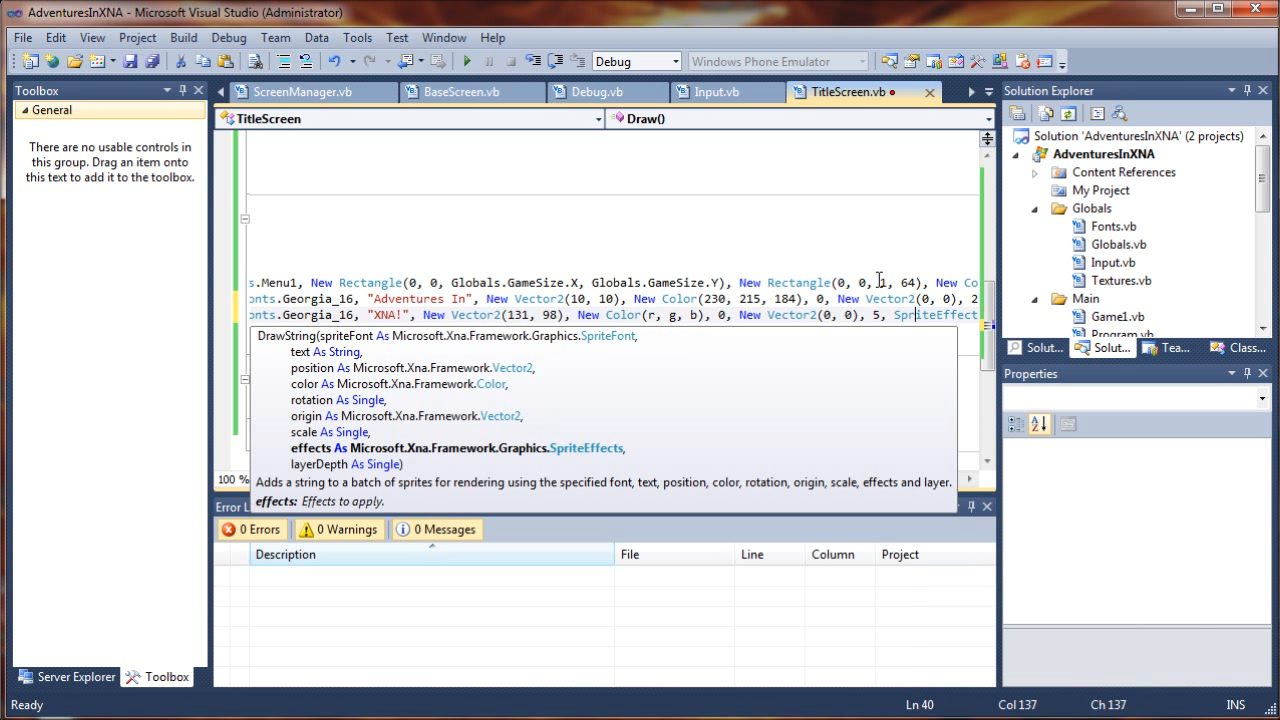 AdventuresInXNA - Microsoft Visual Studio (Administrator)
File Edit View Project Build Debug Team Data Tools Test Window Help
Debug Windows Phone Emulator
Toolbox
General
There are no usable controls in
this group. Drag an item onto
this text to add it to the toolbox.
Server Explorer Toolbox
ScreenManager.vb BaseScreen.vb Debug.vb Input.vb TitleScreen.vb
TitleScreen Draw()
s.Menu1, New Rectangle(0, 0, Globals.GameSize.X, Globals.GameSize.Y), New Rectangle(0, 0, 1, 64), New Co
onts.Georgia_16, "Adventures In", New Vector2(10, 10), New Color(230, 215, 184), 0, New Vector2(0, 0), 2
onts.Georgia_16, "XNA!", New Vector2(131, 98), New Color(r, g, b), 0, New Vector2(0, 0), 5, SpriteEffect
DrawString(spriteFont As Microsoft.Xna.Framework.Graphics.SpriteFont,
text As String,
position As Microsoft.Xna.Framework.Vector2,
color As Microsoft.Xna.Framework.Color,
rotation As Single,
origin As Microsoft.Xna.Framework.Vector2,
scale As Single,
effects As Microsoft.Xna.Framework.Graphics.SpriteEffects,
layerDepth As Single)
Adds a string to a batch of sprites for rendering using the specified font, text, position, color, rotation, origin, scale, effects and layer.
effects: Effects to apply.
100 %
Error L
0 Errors 0 Warnings 0 Messages
Description File Line Column Project
Solution Explorer
Solution 'AdventuresInXNA' (2 projects)
AdventuresInXNA
Content References
My Project
Globals
Fonts.vb
Globals.vb
Input.vb
Textures.vb
Main
Game1.vb
Program.vb
Solut... Solut... Tea... Class...
Properties
Ready Ln 40 Col 137 Ch 137 INS